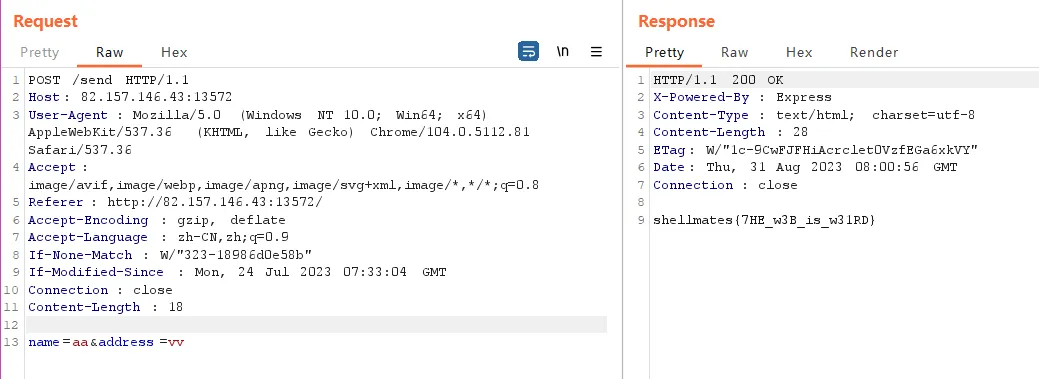 Request
Pretty Raw Hex \n
1 POST /send HTTP/1.1
2 Host : 82.157.146.43:13572
3 User-Agent : Mozilla/5.0 (Windows NT 10.0; Win64; x64)
AppleWebKit/537.36 (KHTML, like Gecko) Chrome/104.0.5112.81
Safari/537.36
4 Accept :
image/avif,image/webp,image/apng,image/svg+xml,image/*,*/*;q=0.8
5 Referer : http://82.157.146.43:13572/
6 Accept-Encoding : gzip, deflate
7 Accept-Language : zh-CN,zh;q=0.9
8 If-None-Match : W/"323-18986d0e58b"
9 If-Modified-Since : Mon, 24 Jul 2023 07:33:04 GMT
10 Connection : close
11 Content-Length : 18
12
13 name=aa&address=vv
Response
Pretty Raw Hex Render
1 HTTP/1.1 200 OK
2 X-Powered-By : Express
3 Content-Type : text/html; charset=utf-8
4 Content-Length : 28
5 ETag : W/"1c-9CwFJFHiAcrclet0VzfEGa6xkVY"
6 Date : Thu, 31 Aug 2023 08:00:56 GMT
7 Connection : close
8
9 shellmates{7HE_w3B_is_w31RD}